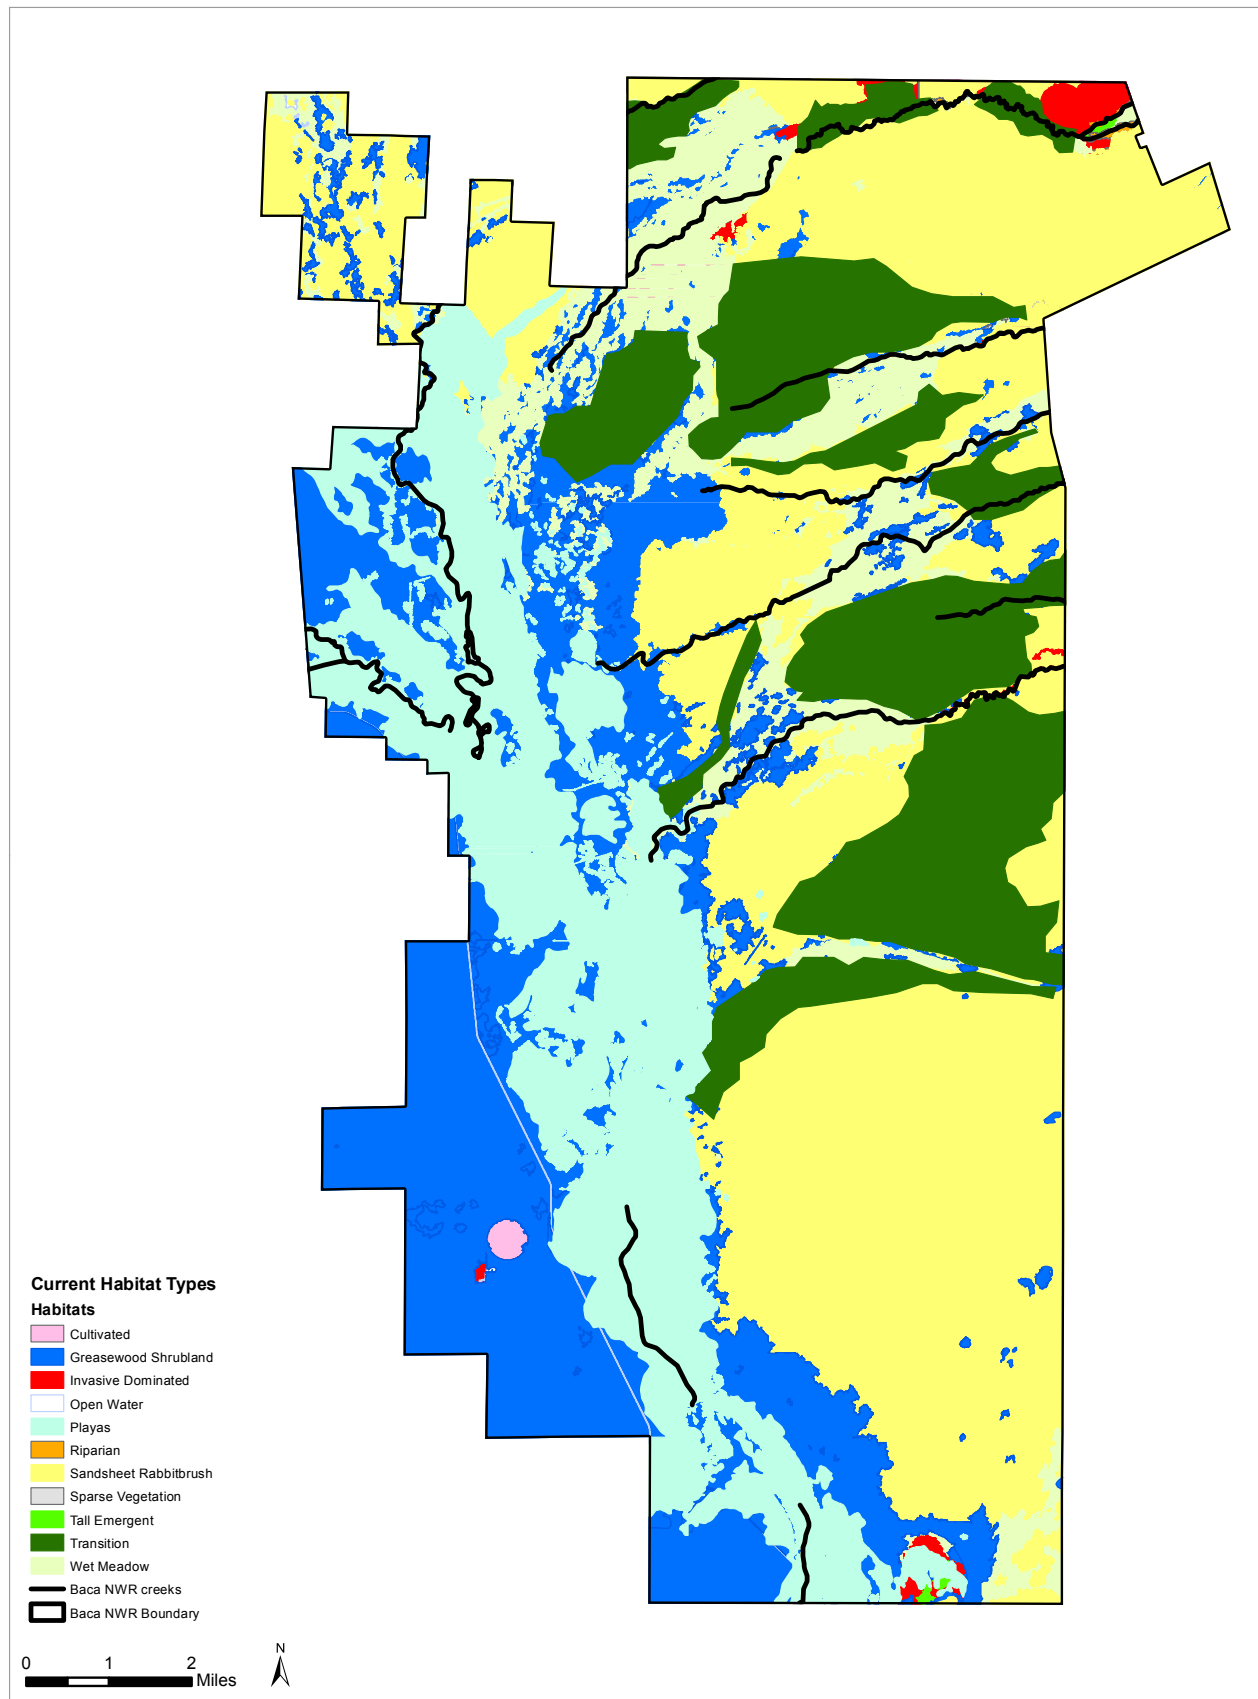 Current Habitat Types
Habitats
Cultivated
Greasewood Shrubland
Invasive Dominated
Open Water
Playas
Riparian
Sandsheet Rabbitbrush
Sparse Vegetation
Tall Emergent
Transition
Wet Meadow
Baca NWR creeks
Baca NWR Boundary
0 1 2
Miles
N